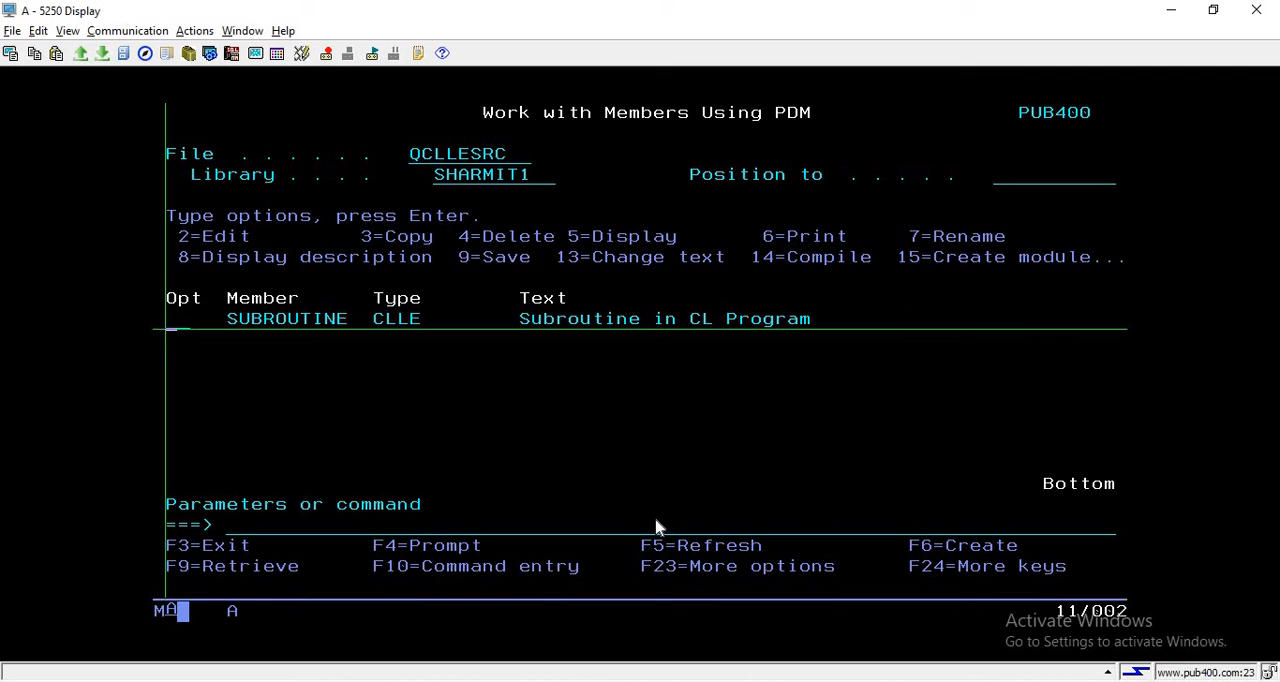 A - 5250 Display
File Edit View Communication Actions Window Help
Work with Members Using PDM PUB400
File . . . . . . QCLLESRC
Library . . . . SHARMIT1 Position to . . . . .
Type options, press Enter.
2=Edit 3=Copy 4=Delete 5=Display 6=Print 7=Rename
8=Display description 9=Save 13=Change text 14=Compile 15=Create module...
Opt Member Type Text
SUBROUTINE CLLE Subroutine in CL Program
Bottom
Parameters or command
===>
F3=Exit F4=Prompt F5=Refresh F6=Create
F9=Retrieve F10=Command entry F23=More options F24=More keys
MA A 11/002
Activate Windows
Go to Settings to activate Windows.
www.pub400.com:23